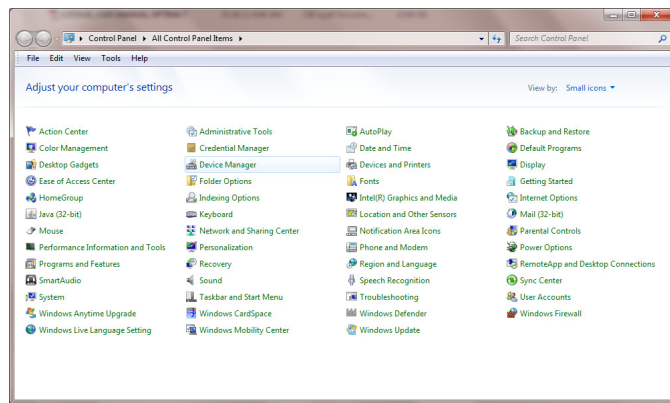 Control Panel ▸ All Control Panel Items ▸ Search Control Panel
File Edit View Tools Help
Adjust your computer's settings View by: Small icons
Action Center Administrative Tools AutoPlay Backup and Restore
Color Management Credential Manager Date and Time Default Programs
Desktop Gadgets Device Manager Devices and Printers Display
Ease of Access Center Folder Options Fonts Getting Started
HomeGroup Indexing Options Intel(R) Graphics and Media Internet Options
Java (32-bit) Keyboard Location and Other Sensors Mail (32-bit)
Mouse Network and Sharing Center Notification Area Icons Parental Controls
Performance Information and Tools Personalization Phone and Modem Power Options
Programs and Features Recovery Region and Language RemoteApp and Desktop Connections
SmartAudio Sound Speech Recognition Sync Center
System Taskbar and Start Menu Troubleshooting User Accounts
Windows Anytime Upgrade Windows CardSpace Windows Defender Windows Firewall
Windows Live Language Setting Windows Mobility Center Windows Update